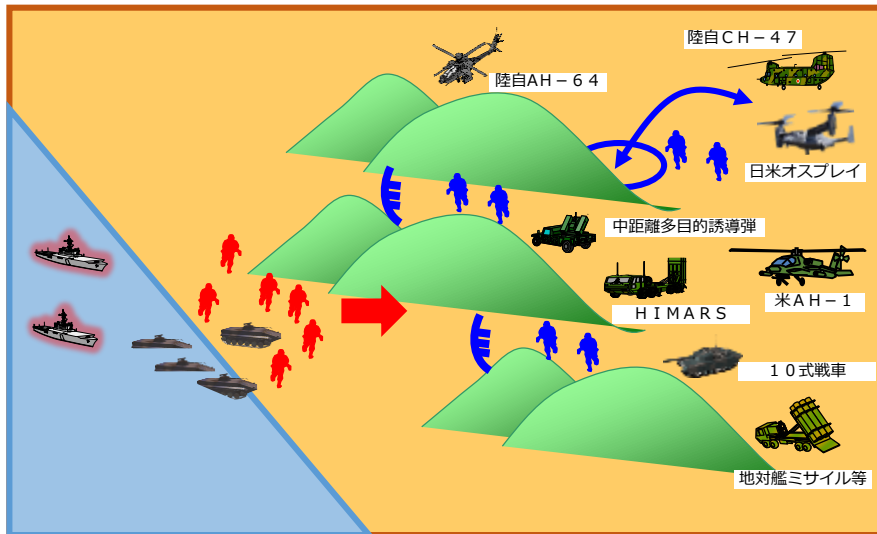 陸自CH－47
陸自AH－64
日米オスプレイ
中距離多目的誘導弾
米AH－1
HIMARS
10式戦車
地対艦ミサイル等